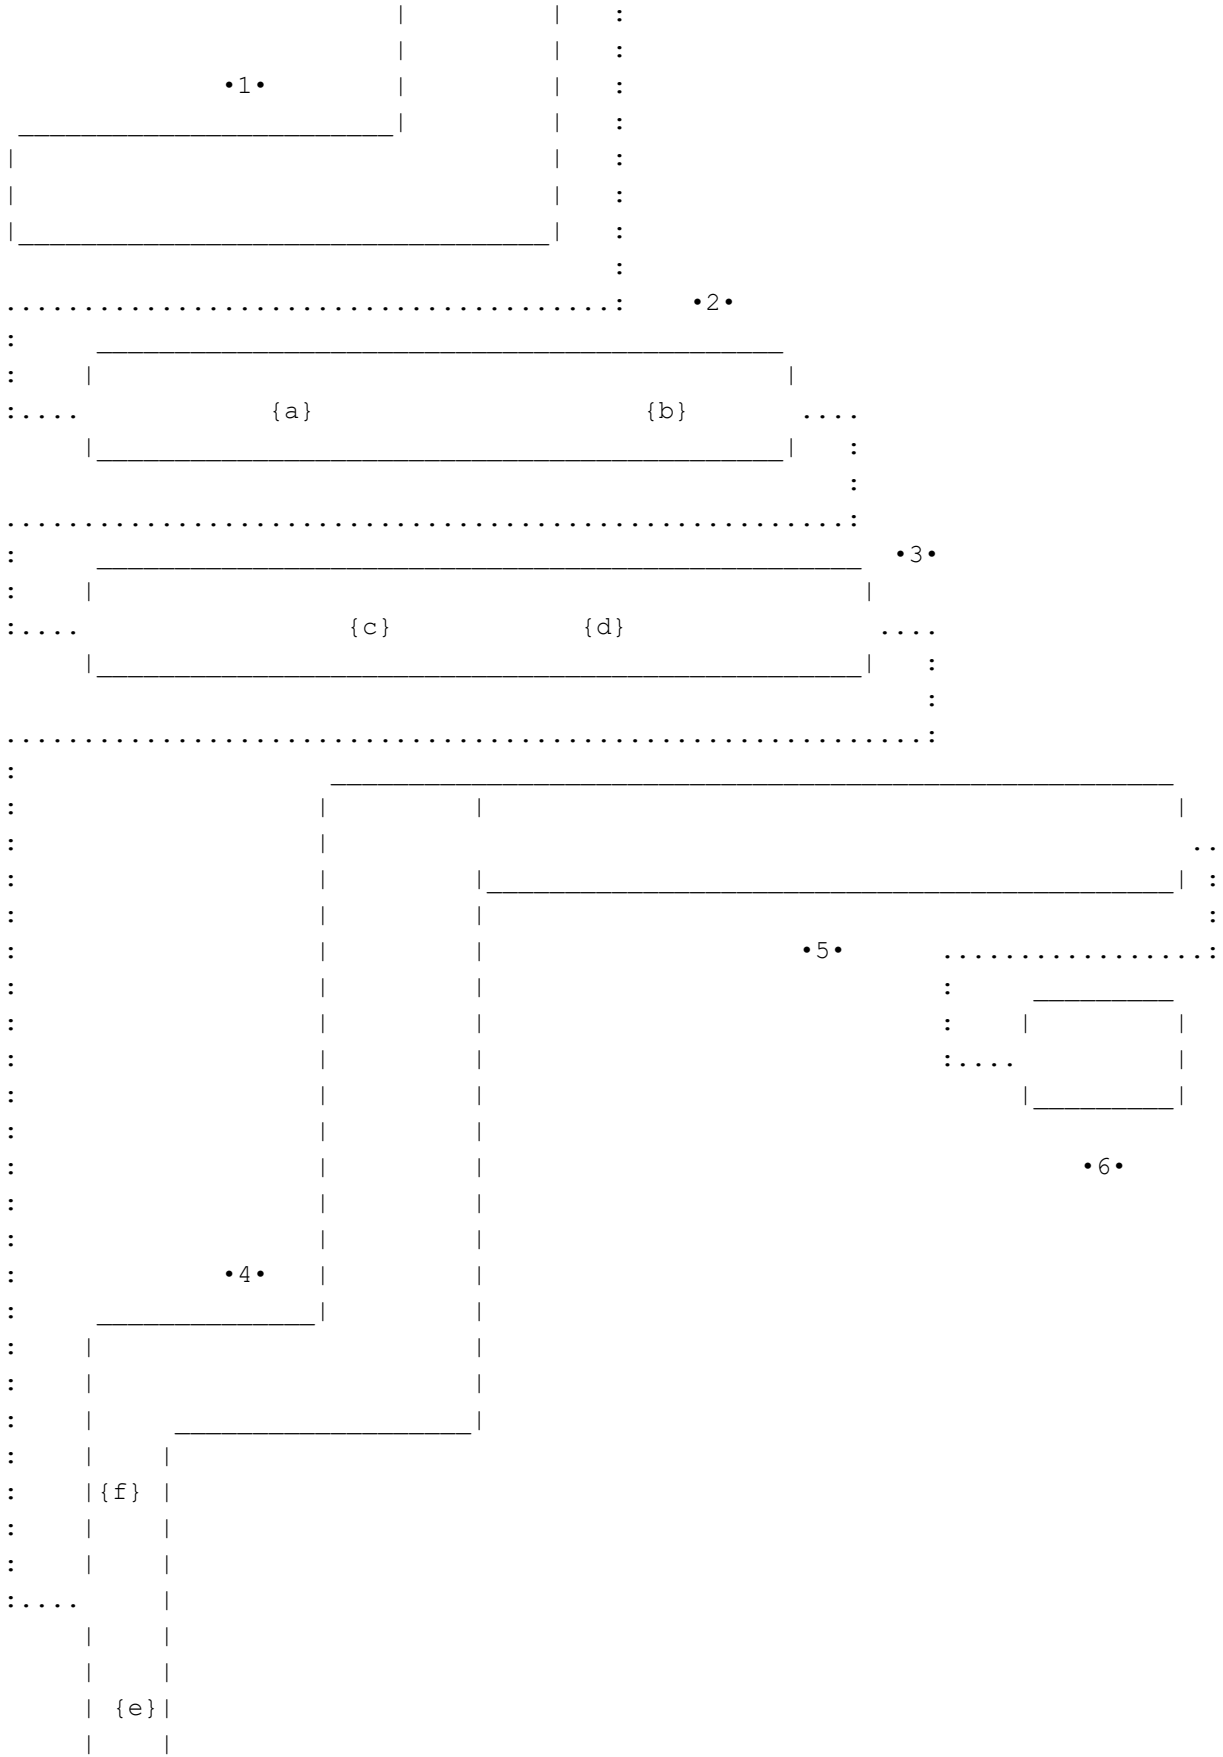 •1•
•2•
{a} {b}
•3•
{c} {d}
•5•
•6•
•4•
{f}
{e}